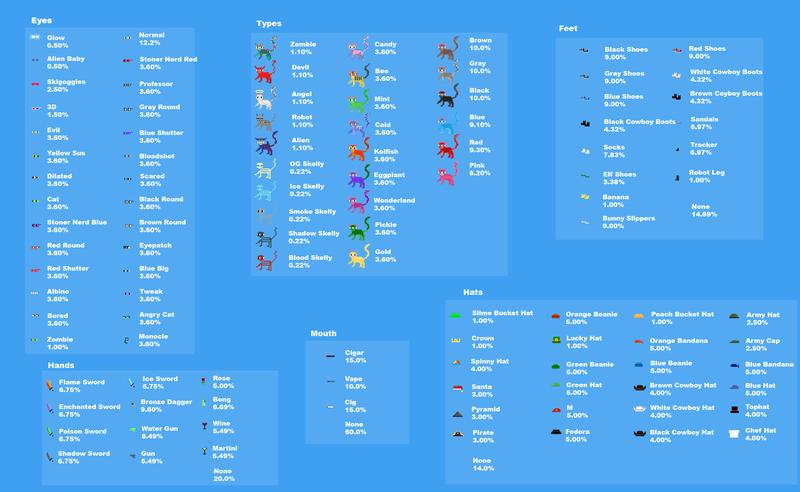 Eyes
Glow
0.50%
Alien Baby
0.50%
Skigoggles
2.50%
3D
1.50%
Evil
3.60%
Yellow Sus
3.60%
Dilated
3.60%
Cat
3.60%
Stoner Nerd Blue
3.60%
Red Round
3.60%
Red Shutter
3.60%
Albino
3.60%
Bored
3.60%
Zombie
1.00%
Normal
12.2%
Stoner Nerd Red
3.60%
Professor
3.60%
Gray Round
3.60%
Blue Shutter
3.60%
Bloodshot
3.60%
Scared
3.60%
Black Round
3.60%
Brown Round
3.60%
Eyepatch
3.60%
Blue Big
3.60%
Tweak
3.60%
Angry Cat
3.60%
Monocle
3.60%
Types
Zombie
1.10%
Devil
1.10%
Angel
1.10%
Robot
1.10%
Alien
1.10%
OG Skelly
0.22%
Ice Skelly
0.22%
Smoke Skelly
0.22%
Shadow Skelly
0.22%
Blood Skelly
0.22%
Candy
3.60%
Bee
3.60%
Mint
3.60%
Cold
3.60%
Koifish
3.60%
Eggplant
3.60%
Wonderland
3.60%
Pickle
3.60%
Gold
3.60%
Brown
10.0%
Gray
10.0%
Black
10.0%
Blue
9.10%
Red
9.30%
Pink
8.20%
Feet
Black Shoes
9.00%
Gray Shoes
9.00%
Blue Shoes
9.00%
Black Cowboy Boots
4.32%
Socks
7.83%
Elf Shoes
3.38%
Banana
1.00%
Bunny Slippers
9.00%
Red Shoes
9.00%
White Cowboy Boots
4.32%
Brown Coyboy Boots
4.32%
Sandals
6.97%
Tracker
6.97%
Robot Leg
1.00%
None
14.89%
Hands
Flame Sword
6.75%
Enchanted Sword
6.75%
Poison Sword
6.75%
Shadow Sword
6.75%
Ice Sword
6.75%
Bronze Dagger
9.60%
Water Gun
8.49%
Gun
5.49%
Rose
5.00%
Bong
6.69%
Wine
5.49%
Martini
5.49%
None
20.0%
Mouth
Cigar
15.0%
Vape
10.0%
Cig
15.0%
None
60.0%
Hats
Slime Bucket Hat
1.00%
Crown
1.00%
Spinny Hat
4.00%
Santa
3.00%
Pyramid
3.00%
Pirate
3.00%
None
14.0%
Orange Beanie
5.00%
Lucky Hat
1.00%
Green Beanie
5.00%
Green Hat
5.00%
M
5.00%
Fedora
5.00%
Peach Bucket Hat
1.00%
Orange Bandana
5.00%
Blue Beanie
5.00%
Brown Cowboy Hat
4.00%
White Cowboy Hat
4.00%
Black Cowboy Hat
4.00%
Army Hat
2.50%
Army Cap
2.50%
Blue Bandana
5.00%
Blue Hat
5.00%
Tophat
4.00%
Chef Hat
4.00%